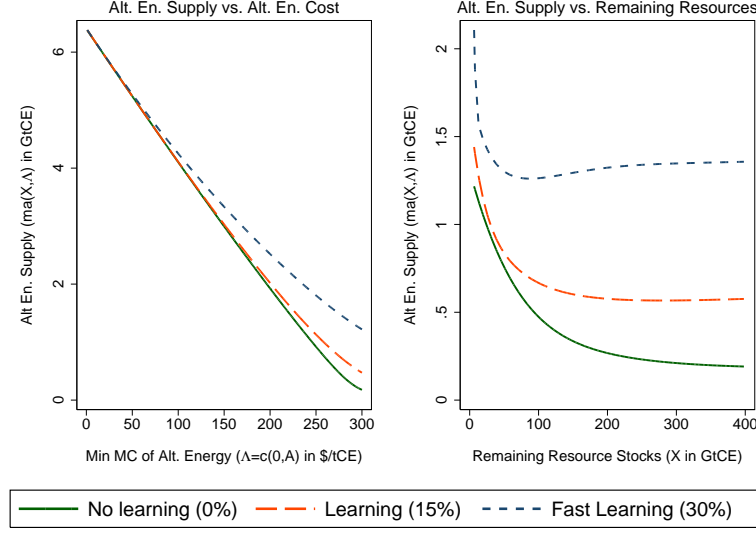 Alt. En. Supply vs. Alt. En. Cost
Alt En. Supply (ma(X,Λ) in GtCE)
6
4
2
0
0 50 100 150 200 250 300
Min MC of Alt. Energy (Λ=c(0,A) in $/tCE)
Alt. En. Supply vs. Remaining Resources
Alt En. Supply (ma(X,Λ) in GtCE)
2
1.5
1
.5
0
0 100 200 300 400
Remaining Resource Stocks (X in GtCE)
No learning (0%) Learning (15%) Fast Learning (30%)